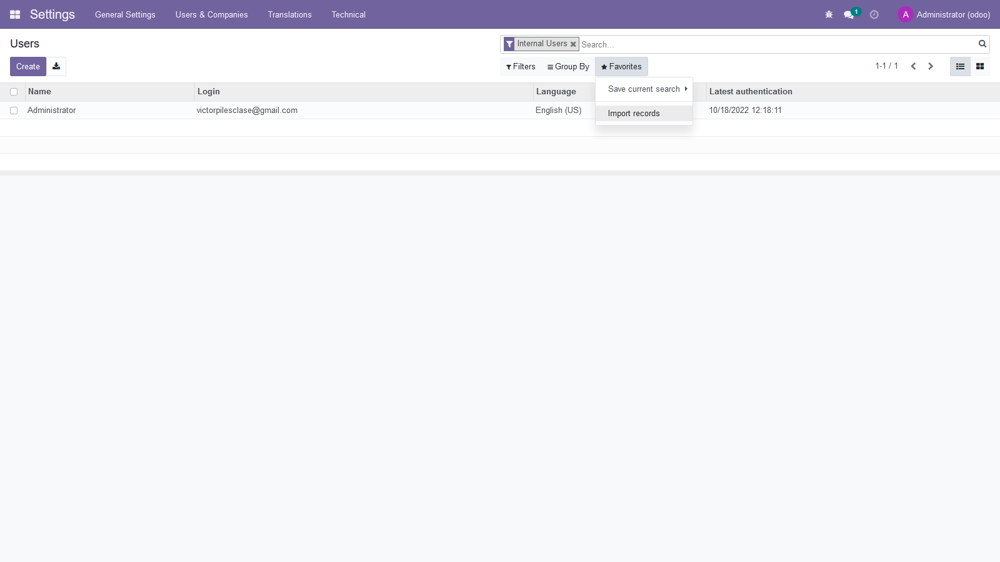 Settings General Settings Users & Companies Translations Technical 1 A Administrator (odoo)
Users
Internal Users Search...
Create Filters Group By Favorites 1-1 / 1
Save current search
Import records
Name Login Language Latest authentication
Administrator victorpilesclase@gmail.com English (US) 10/18/2022 12:18:11